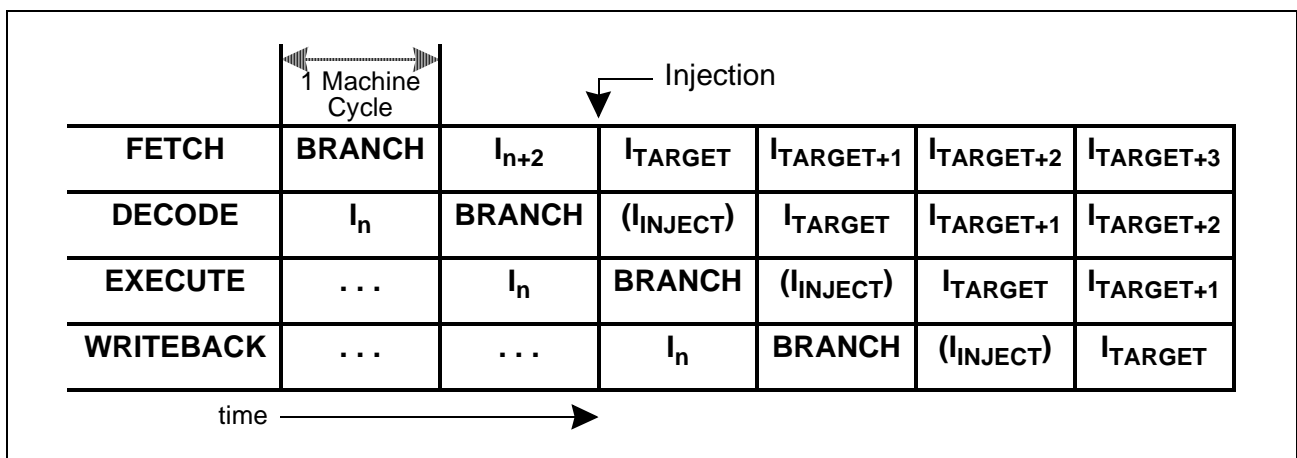 1 Machine
Cycle
Injection
FETCH BRANCH In+2 ITARGET ITARGET+1 ITARGET+2 ITARGET+3
DECODE In BRANCH (IINJECT) ITARGET ITARGET+1 ITARGET+2
EXECUTE . . . In BRANCH (IINJECT) ITARGET ITARGET+1
WRITEBACK . . . . . . In BRANCH (IINJECT) ITARGET
time